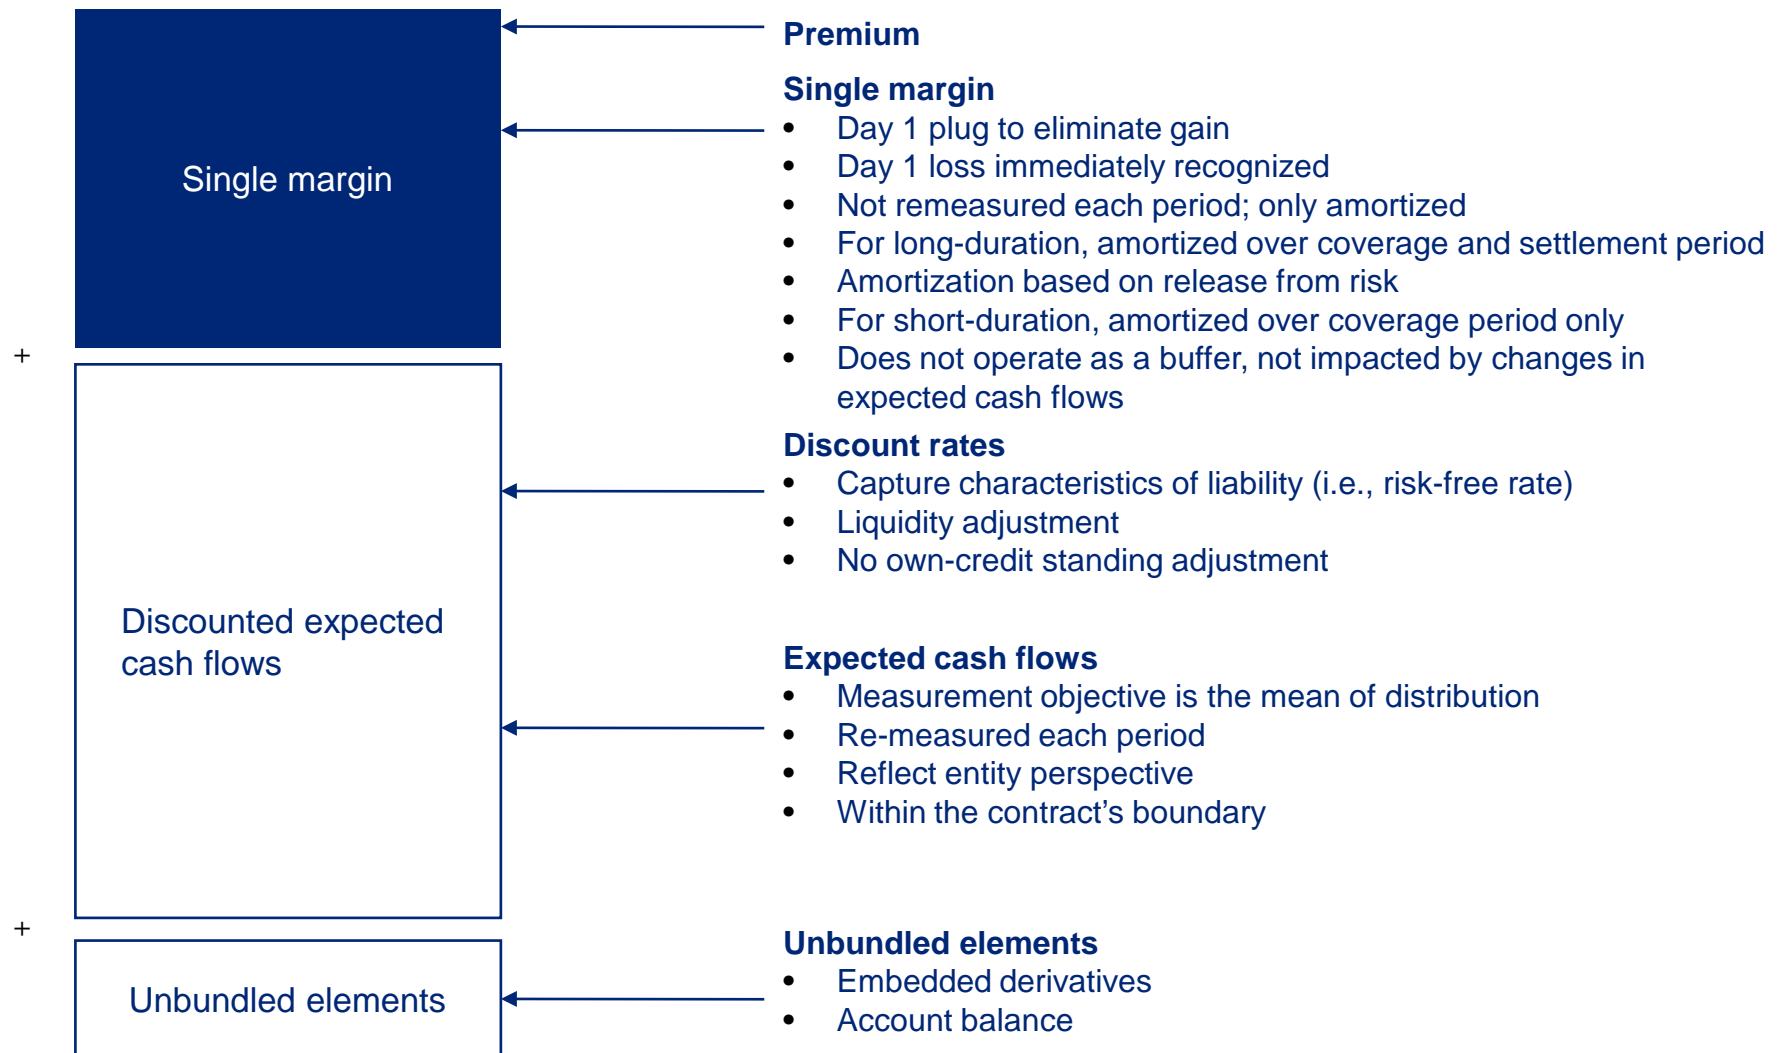 Premium
Single margin
Single margin
• Day 1 plug to eliminate gain
• Day 1 loss immediately recognized
• Not remeasured each period; only amortized
• For long-duration, amortized over coverage and settlement period
• Amortization based on release from risk
• For short-duration, amortized over coverage period only
• Does not operate as a buffer, not impacted by changes in
expected cash flows
+
Discounted expected
cash flows
Discount rates
• Capture characteristics of liability (i.e., risk-free rate)
• Liquidity adjustment
• No own-credit standing adjustment
Expected cash flows
• Measurement objective is the mean of distribution
• Re-measured each period
• Reflect entity perspective
• Within the contract’s boundary
+
Unbundled elements
Unbundled elements
• Embedded derivatives
• Account balance